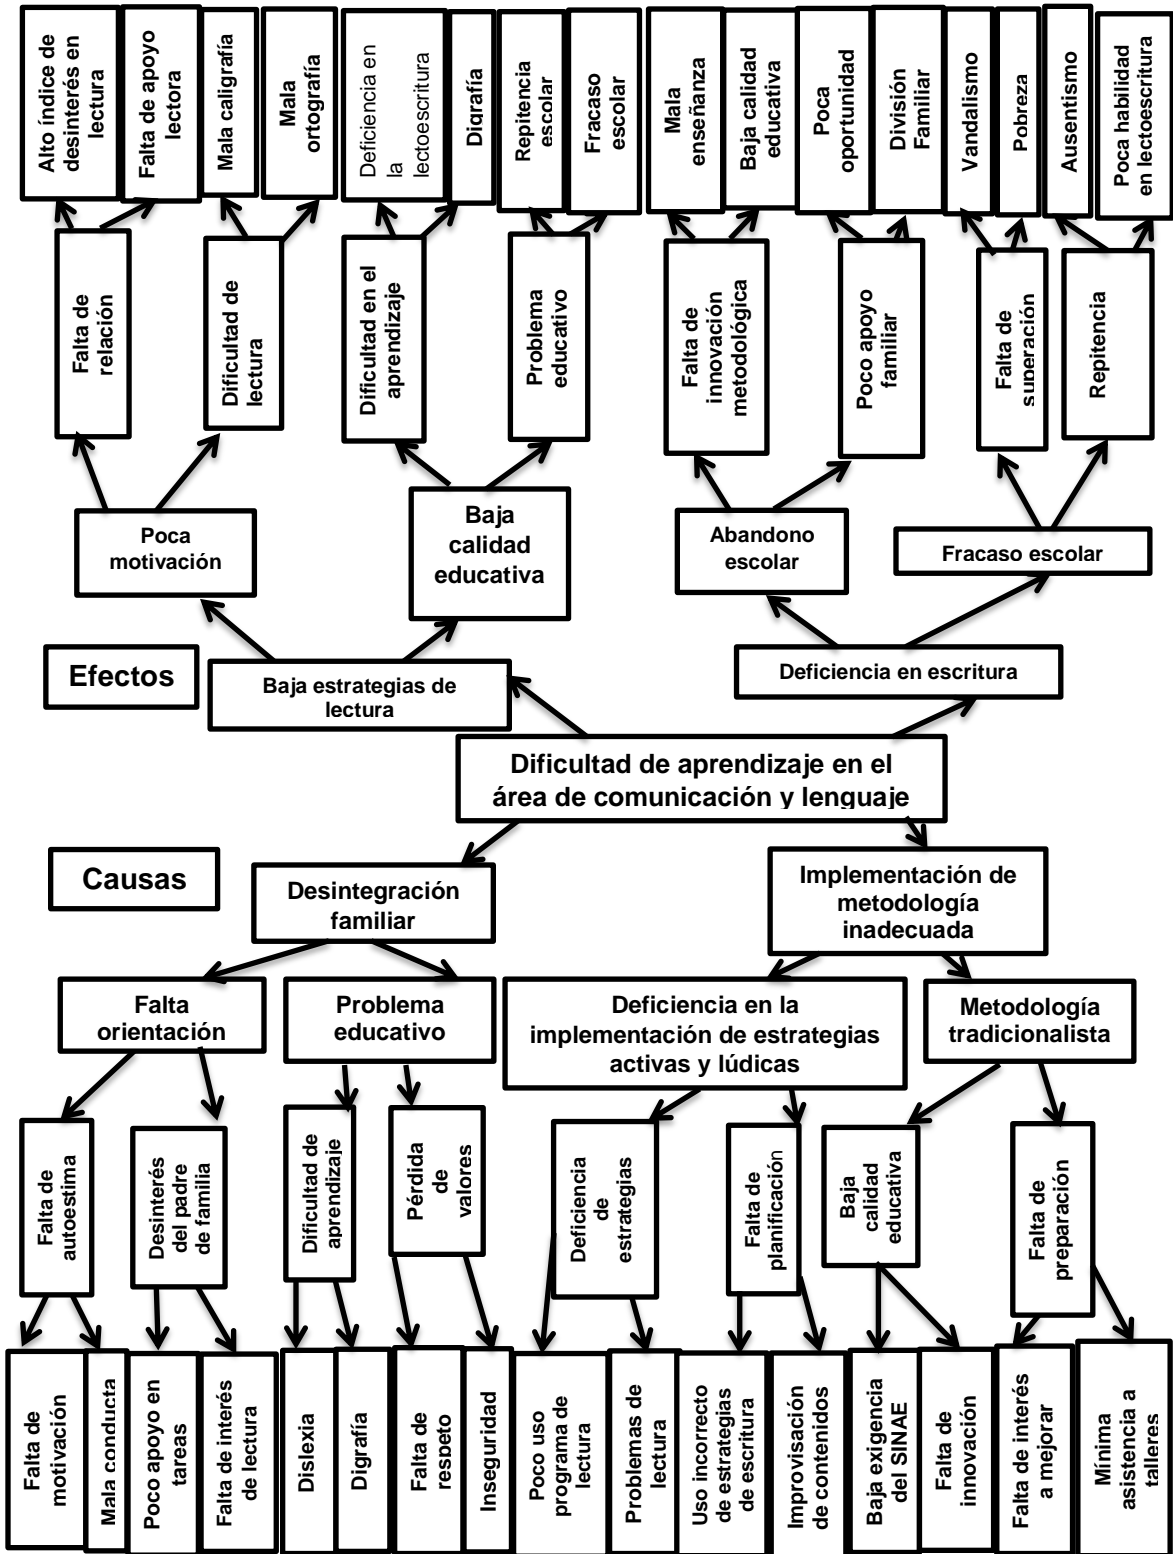 Alto índice de
desinterés en
lectura
Falta de apoyo
lectora
Mala caligrafía
Mala
ortografía
Deficiencia en
la
lectoescritura
Digrafía
Repitencia
escolar
Fracaso
escolar
Mala
enseñanza
Baja calidad
educativa
Poca
oportunidad
División
Familiar
Vandalismo
Pobreza
Ausentismo
Poca habilidad
en lectoescritura
Falta de
relación
Dificultad de
lectura
Dificultad en el
aprendizaje
Problema
educativo
Falta de
innovación
metodológica
Poco apoyo
familiar
Falta de
superación
Repitencia
Poca
motivación
Baja
calidad
educativa
Abandono
escolar
Fracaso escolar
Efectos
Baja estrategias de
lectura
Deficiencia en escritura
Dificultad de aprendizaje en el
área de comunicación y lenguaje
Causas
Desintegración
familiar
Implementación de
metodología
inadecuada
Falta
orientación
Problema
educativo
Deficiencia en la
implementación de estrategias
activas y lúdicas
Metodología
tradicionalista
Falta de
autoestima
Desinterés
del padre
de familia
Dificultad de
aprendizaje
Pérdida
de
valores
Deficiencia
de
estrategias
Falta de
planificación
Baja
calidad
educativa
Falta de
preparación
Falta de
motivación
Mala conducta
Poco apoyo en
tareas
Falta de interés
de lectura
Dislexia
Digrafía
Falta de
respeto
Inseguridad
Poco uso
programa de
lectura
Problemas de
lectura
Uso incorrecto
de estrategias
de escritura
Improvisación
de contenidos
Baja exigencia
del SINAE
Falta de
innovación
Falta de interés
a mejorar
Mínima
asistencia a
talleres